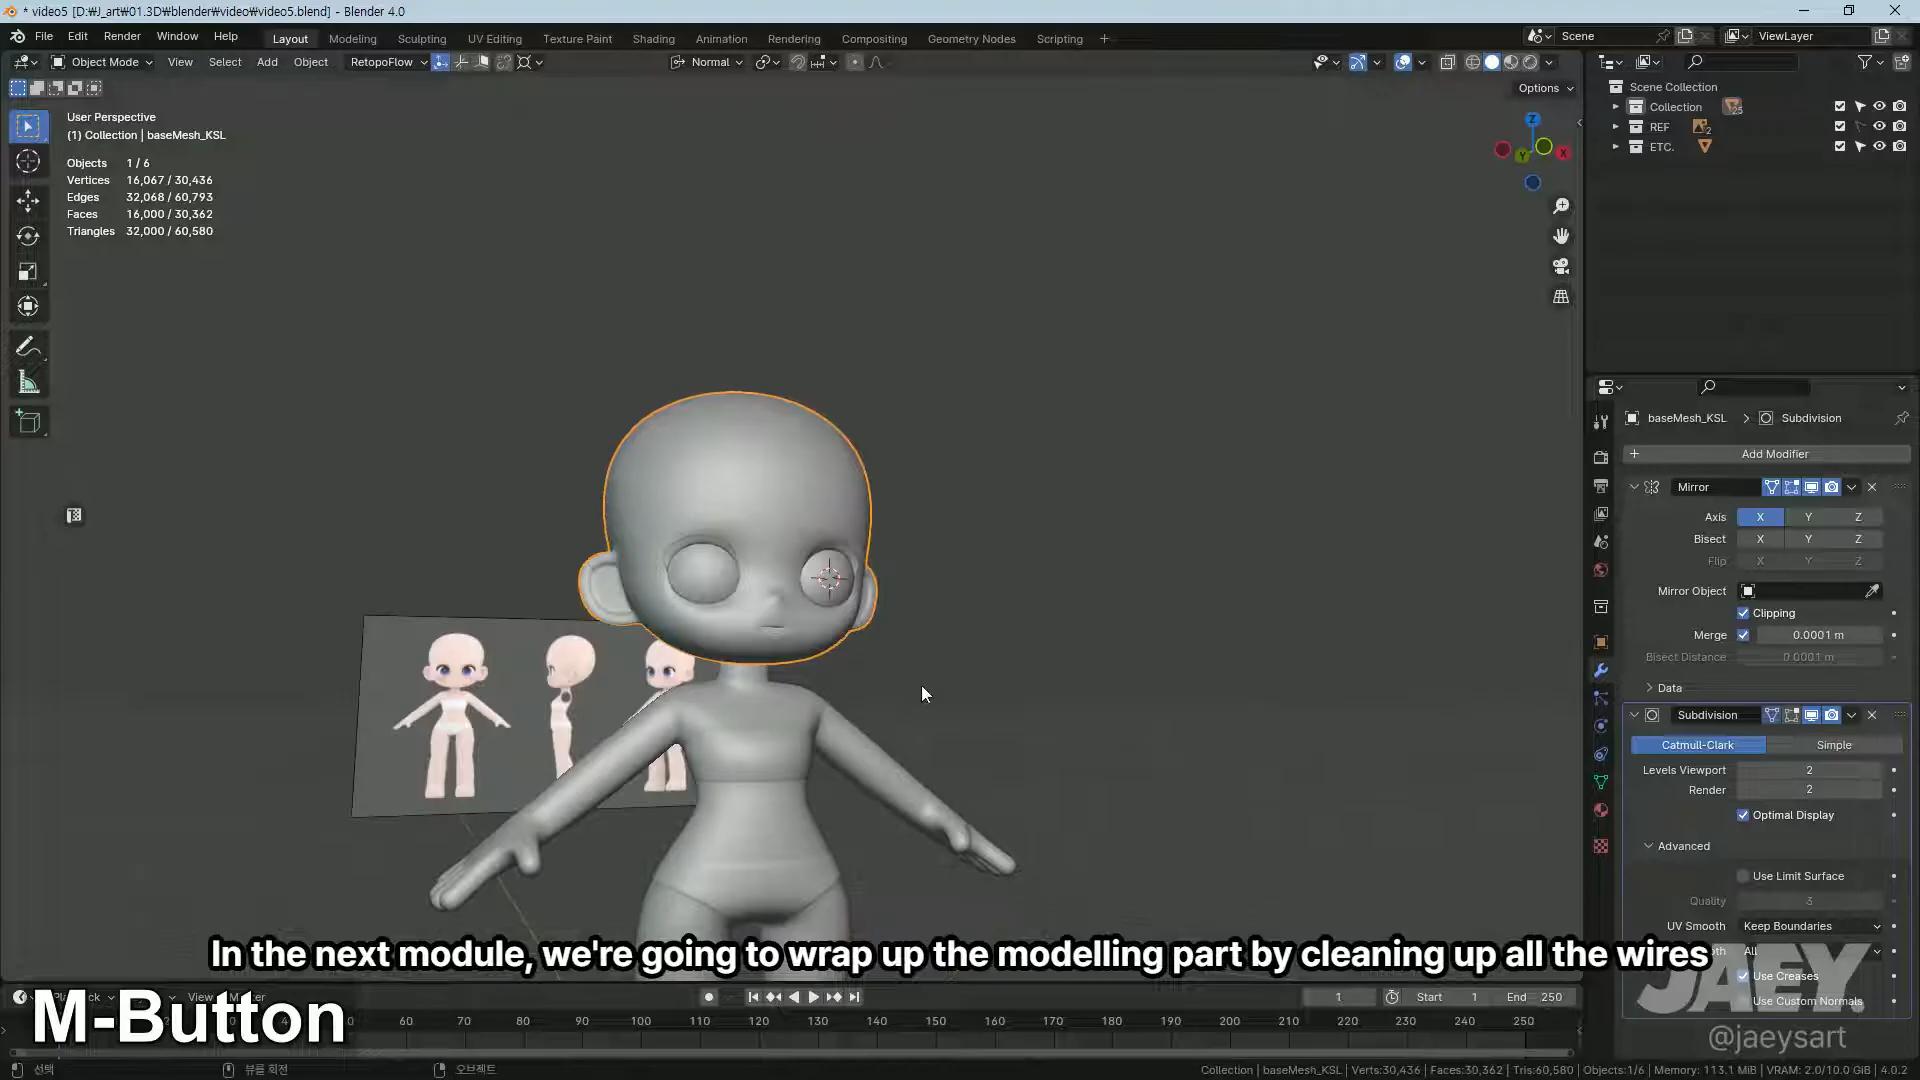 * video5 [D:₩J_art₩01.3D₩blender₩video₩video5.blend] - Blender 4.0
File Edit Render Window Help Layout Modeling Sculpting UV Editing Texture Paint Shading Animation Rendering Compositing Geometry Nodes Scripting + Scene ViewLayer
Object Mode View Select Add Object RetopoFlow Normal
Options
User Perspective
(1) Collection | baseMesh_KSL
Objects 1 / 6
Vertices 16,067 / 30,436
Edges 32,068 / 60,793
Faces 16,000 / 30,362
Triangles 32,000 / 60,580
Z
Y
X
Scene Collection
Collection 25
REF 2
ETC.
baseMesh_KSL > Subdivision
+ Add Modifier
Mirror
Axis X Y Z
Bisect X Y Z
Flip
Mirror Object
Clipping
Merge 0.0001 m
Bisect Distance 0.0001 m
Data
Subdivision
Catmull-Clark Simple
Levels Viewport 2
Render 2
Optimal Display
Advanced
Use Limit Surface
Quality 3
UV Smooth Keep Boundaries
All
Use Creases
Use Custom Normals
In the next module, we're going to wrap up the modelling part by cleaning up all the wires
JAEY.
@jaeysart
M-Button
View
1 Start 1 End 250
60 70 80 90 100 110 120 130 140 150 160 170 180 190 200 210 220 230 240 250
선택 뷰를 회전 오브젝트
Collection | baseMesh_KSL | Verts:30,436 | Faces:30,362 | Tris:60,580 | Objects:1/6 | Memory: 113.1 MiB | VRAM: 2.0/10.0 GiB | 4.0.2